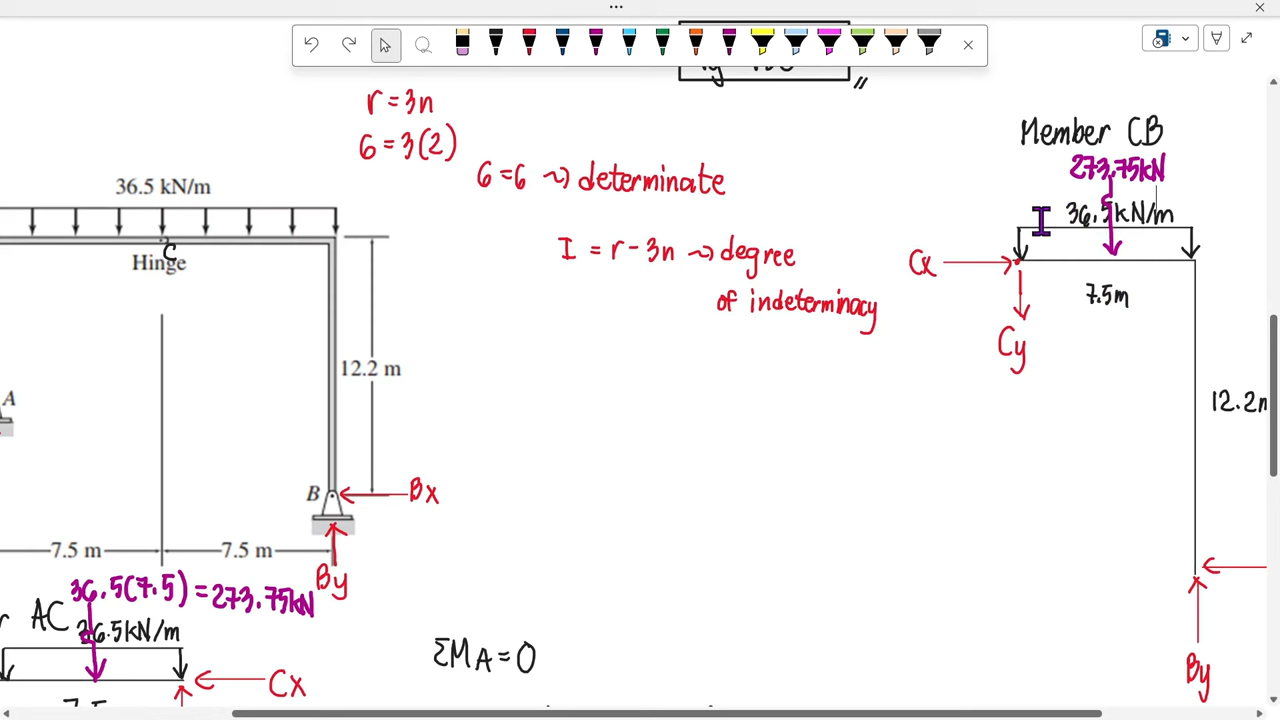 r = 3n
6 = 3(2)
6 = 6 ~> determinate
I = r - 3n ~> degree
of indeterminacy
36.5 kN/m
C
Hinge
A
12.2 m
B
Bx
7.5 m
7.5 m
By
36.5(7.5) = 273.75kN
AC
36.5kN/m
Cx
ΣMA = 0
Member CB
273.75kN
36.5kN/m
Cx
7.5m
Cy
12.2m
By